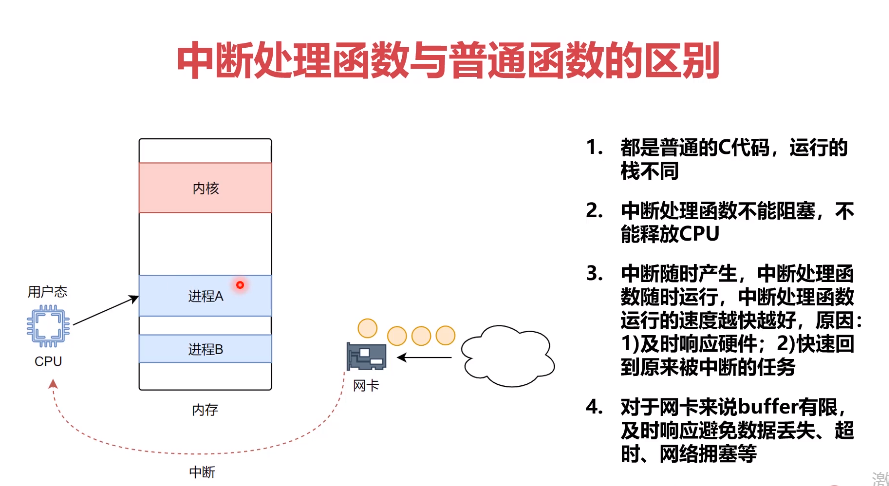 中断处理函数与普通函数的区别
内核
用户态
进程A
进程B
CPU
网卡
内存
中断
1. 都是普通的C代码，运行的
栈不同
2. 中断处理函数不能阻塞，不
能释放CPU
3. 中断随时产生，中断处理函
数随时运行，中断处理函数
运行的速度越快越好，原因：
1)及时响应硬件；2)快速回
到原来被中断的任务
4. 对于网卡来说buffer有限，
及时响应避免数据丢失、超
时、网络拥塞等
激